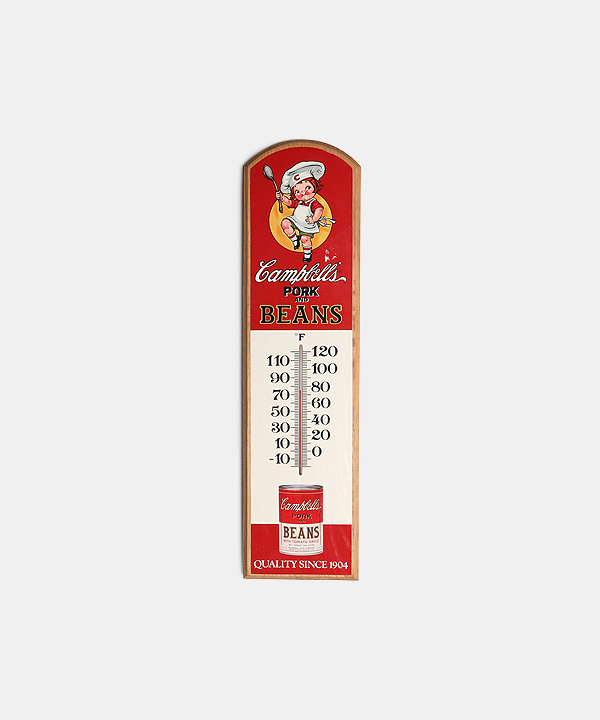 C
Campbell's
PORK
AND
BEANS
°F
120
110
100
90
80
70
60
50
40
30
20
10
0
-10
Campbell's
PORK
AND
BEANS
WITH TOMATO SAUCE
QUALITY SINCE 1904